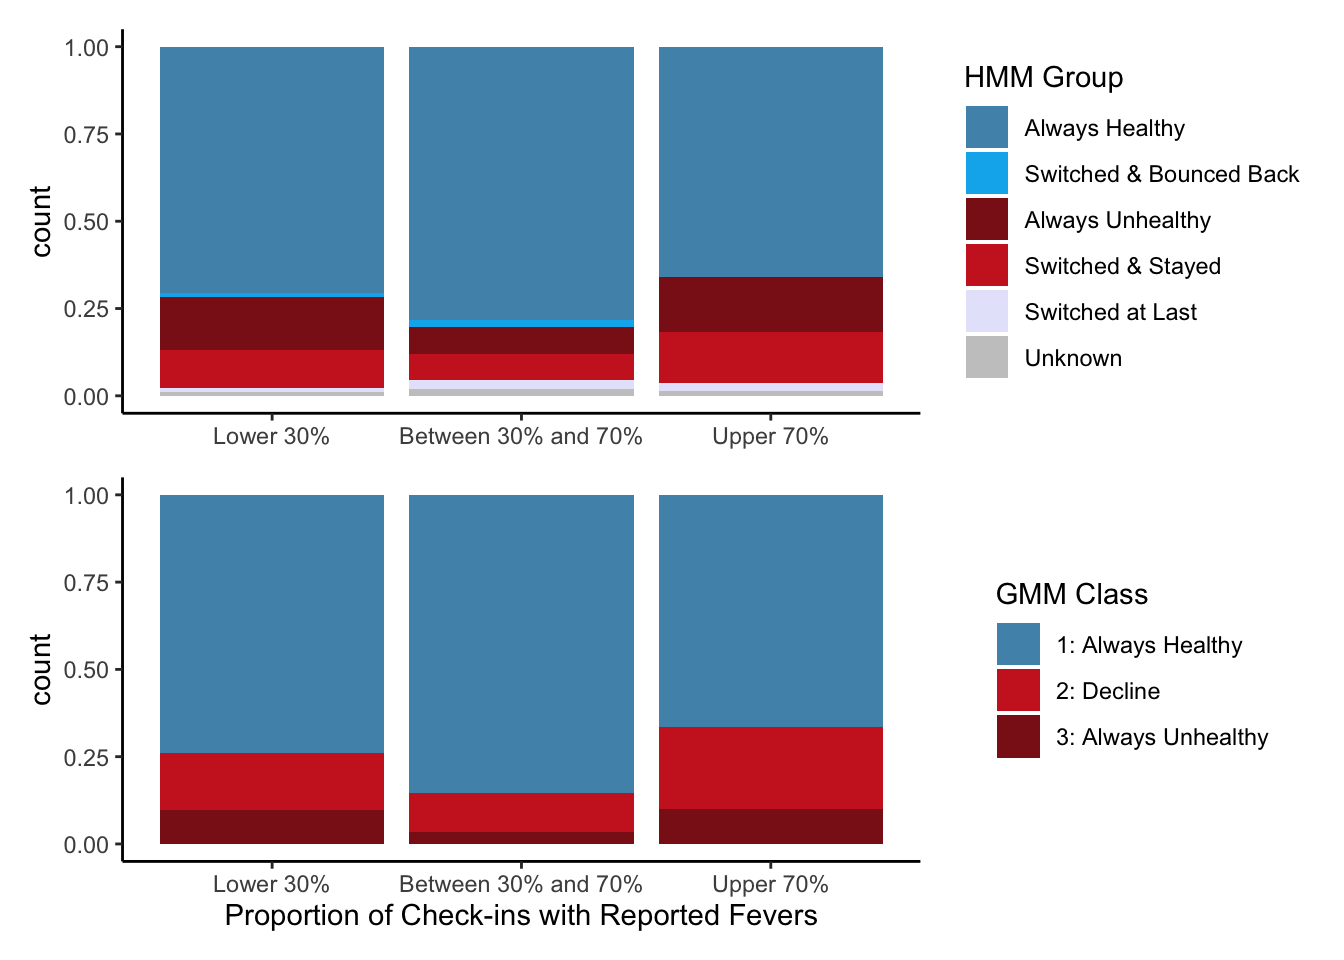 1.00
0.75
0.50
0.25
0.00
count
Lower 30%
Between 30% and 70%
Upper 70%
HMM Group
Always Healthy
Switched & Bounced Back
Always Unhealthy
Switched & Stayed
Switched at Last
Unknown
1.00
0.75
0.50
0.25
0.00
count
Lower 30%
Between 30% and 70%
Upper 70%
Proportion of Check-ins with Reported Fevers
GMM Class
1: Always Healthy
2: Decline
3: Always Unhealthy